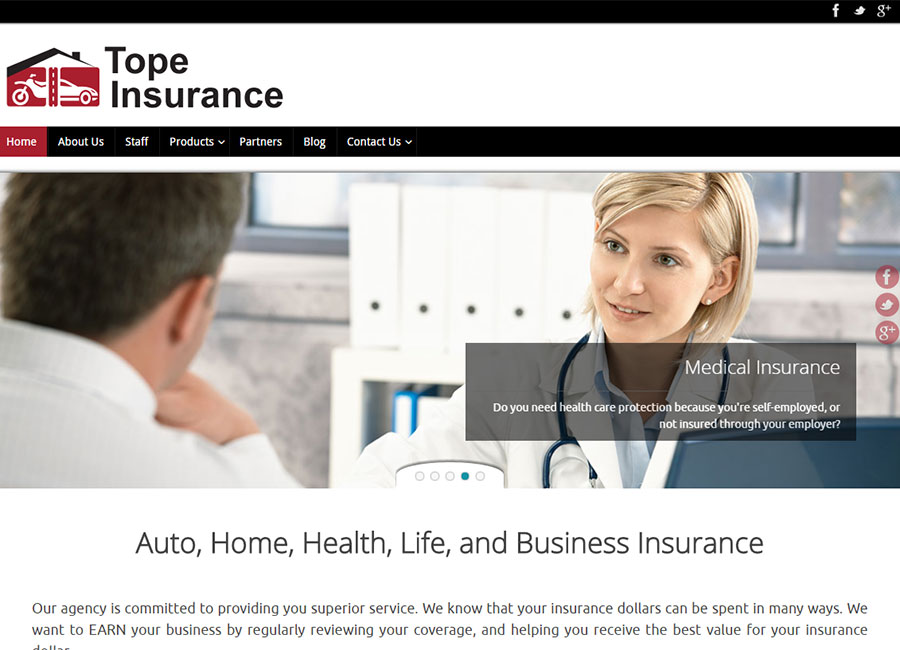 Tope
Insurance
Home About Us Staff Products Partners Blog Contact Us
Medical Insurance
Do you need health care protection because you're self-employed, or
not insured through your employer?
Auto, Home, Health, Life, and Business Insurance
Our agency is committed to providing you superior service. We know that your insurance dollars can be spent in many ways. We
want to EARN your business by regularly reviewing your coverage, and helping you receive the best value for your insurance
dollar.